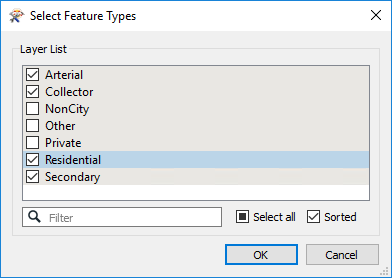 Select Feature Types
Layer List
Arterial
Collector
NonCity
Other
Private
Residential
Secondary
Filter Select all Sorted
OK Cancel